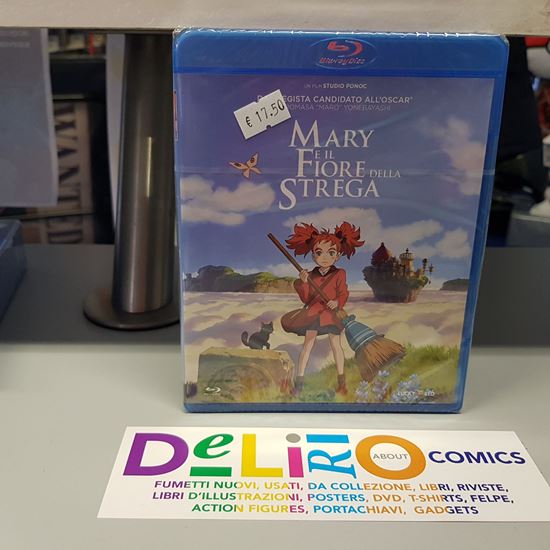 Blu-ray Disc
UN FILM STUDIO PONOC
REGISTA CANDIDATO ALL'OSCAR®
"MARO" YONEBAYASHI
€ 17.50
MARY
E IL
FIORE DELLA
STREGA
LUCKY RED
DeLiRiO ABOUT COMICS
FUMETTI NUOVI, USATI, DA COLLEZIONE, LIBRI, RIVISTE,
LIBRI D'ILLUSTRAZIONI, POSTERS, DVD, T-SHIRTS, FELPE,
ACTION FIGURES, PORTACHIAVI, GADGETS